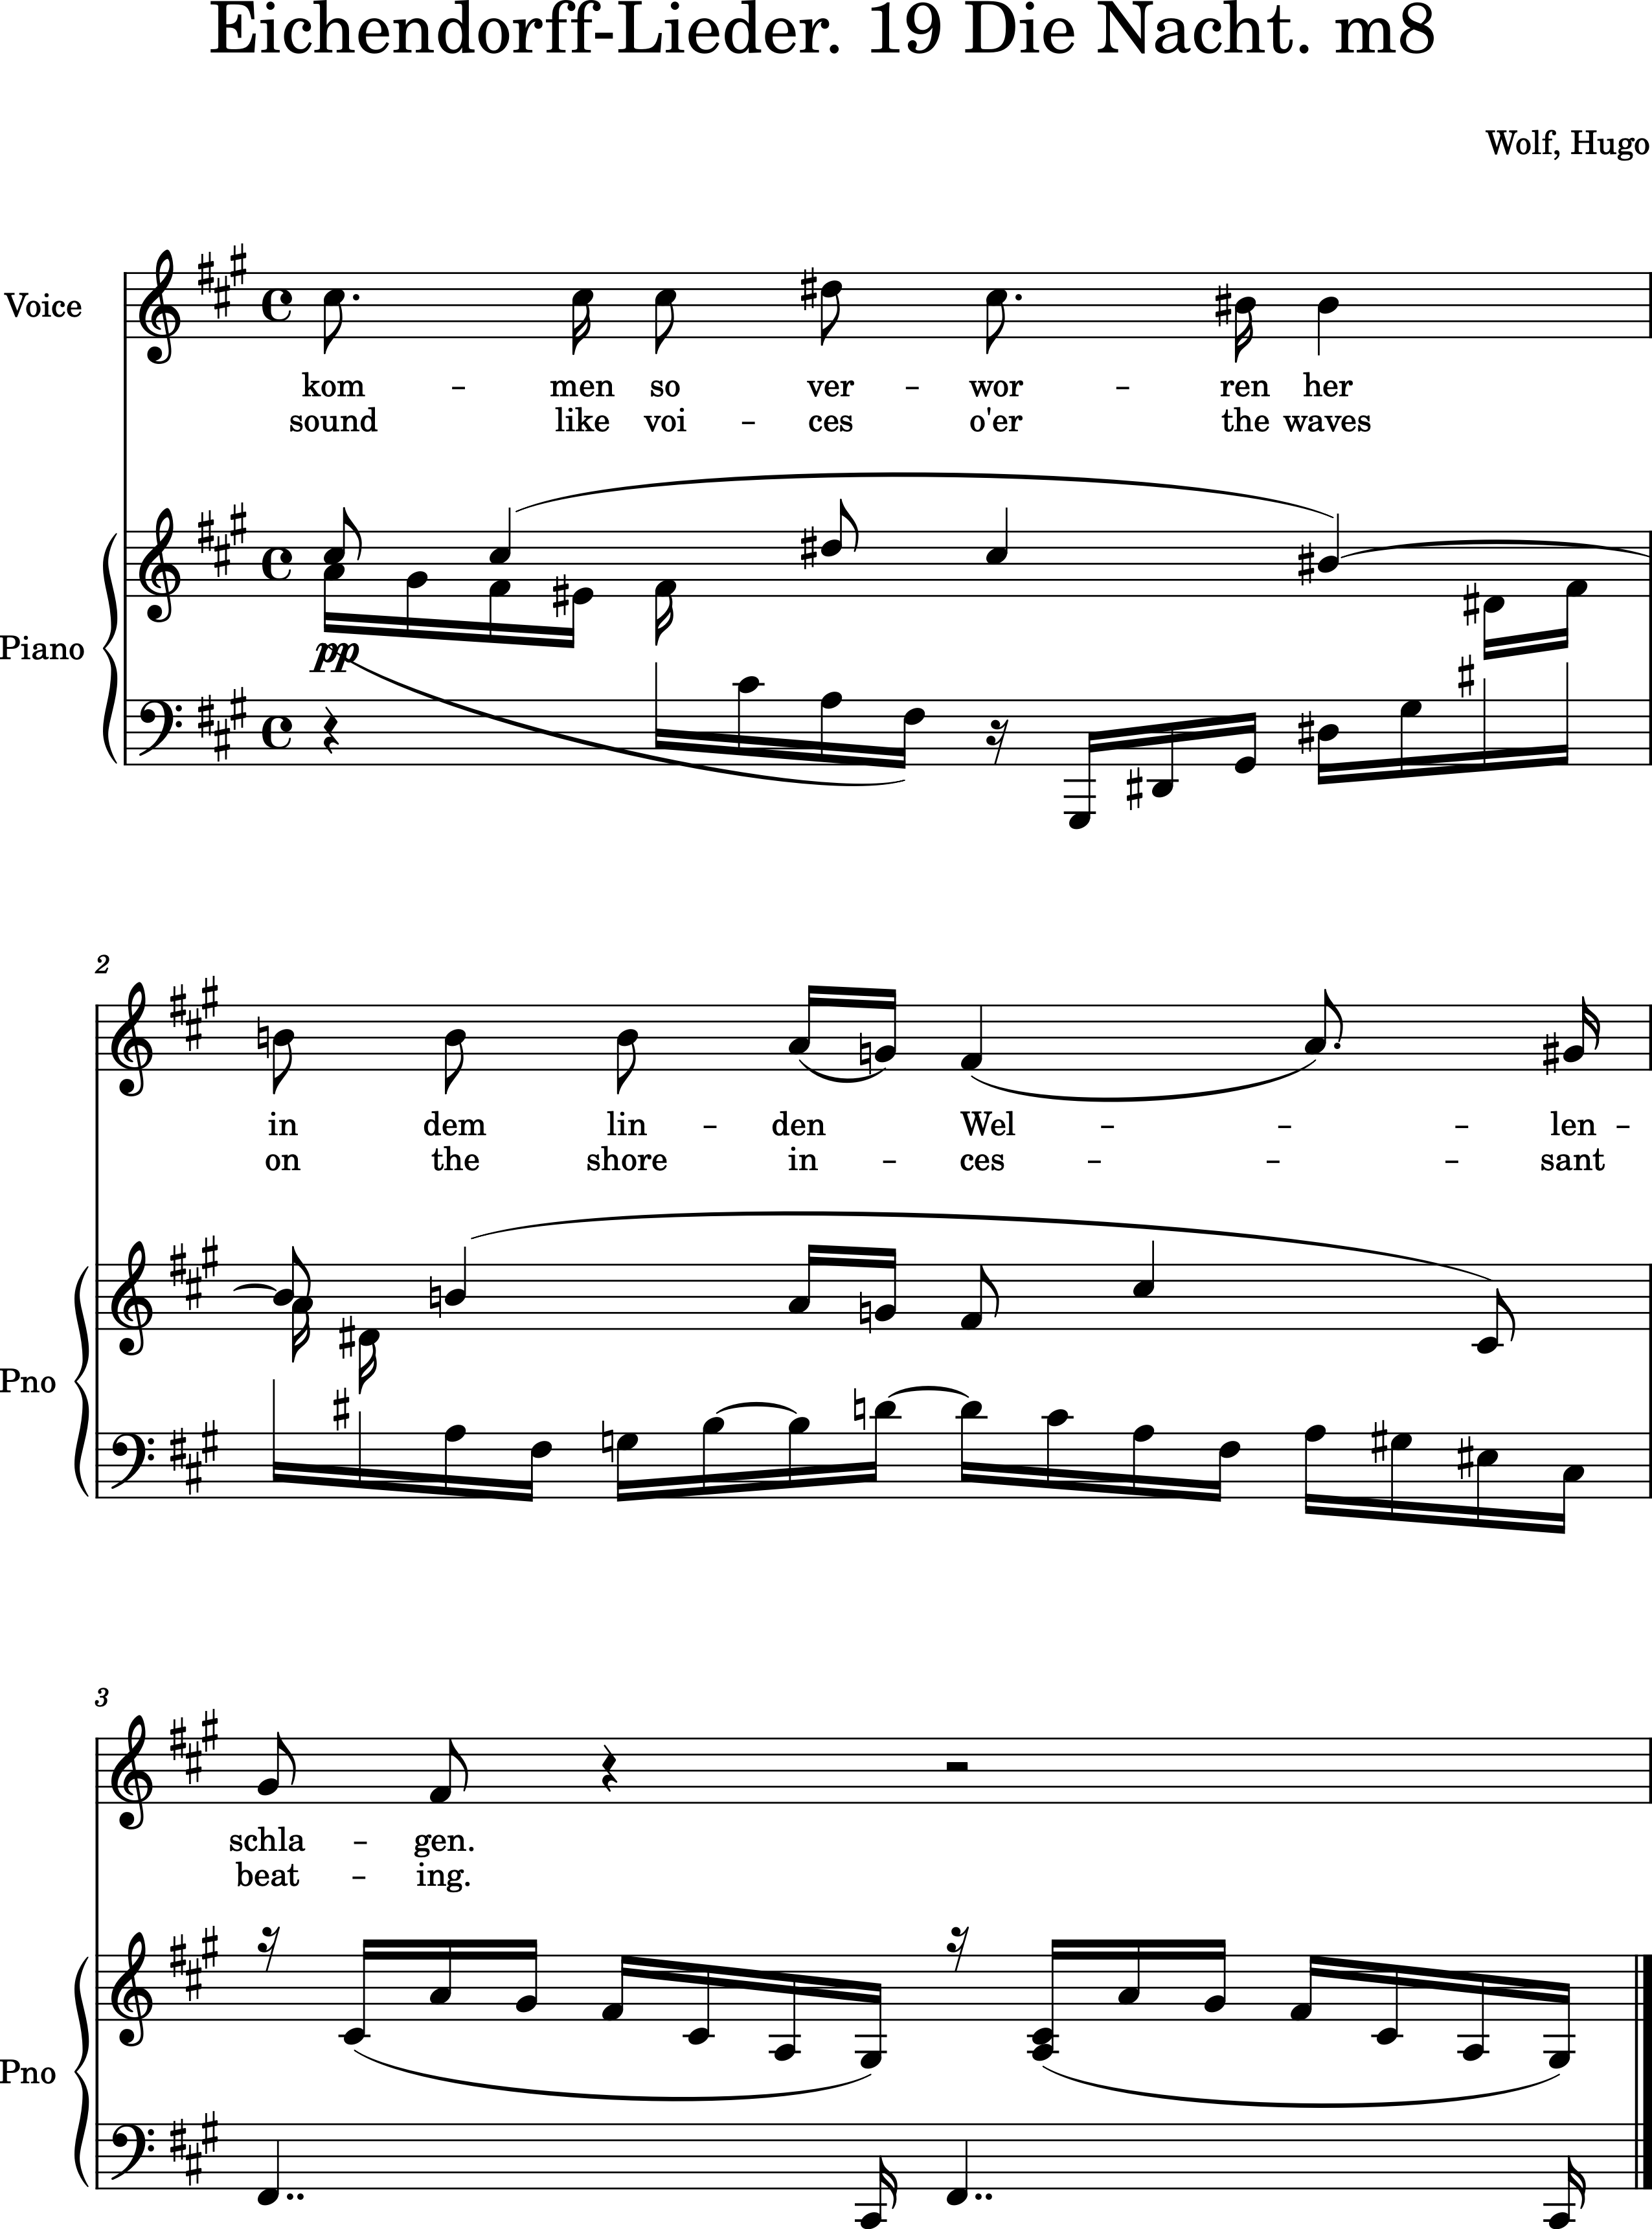 Eichendorff-Lieder. 19 Die Nacht. m8
Wolf, Hugo
Voice
kom - men so ver - wor - ren her
sound like voi - ces o'er the waves
Piano
pp
2
in dem lin - den Wel - - - len -
on the shore in - ces - - - sant
Pno
3
schla - gen.
beat - ing.
Pno